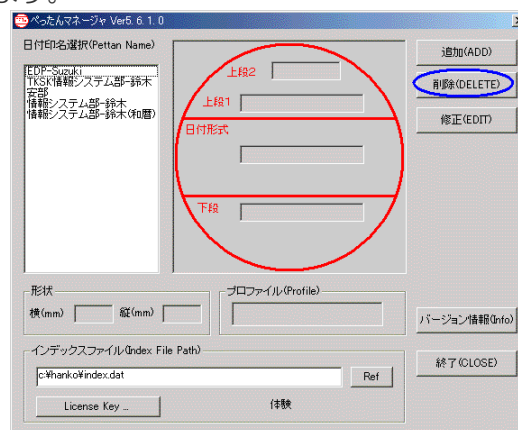 ます。
ぺったんマネージャ Ver5. 6. 1. 0
日付印名選択(Pettan Name)
EDP-Suzuki
TKSK情報システム部-鈴木
安部
情報システム部-鈴木
情報システム部-鈴木(和暦)
上段2
上段1
日付形式
下段
追加(ADD)
削除(DELETE)
修正(EDIT)
形状
横(mm)
縦(mm)
プロファイル(Profile)
バージョン情報(Info)
インデックスファイル(Index File Path)
c:¥hanko¥index.dat
Ref
終了(CLOSE)
License Key ...
体験